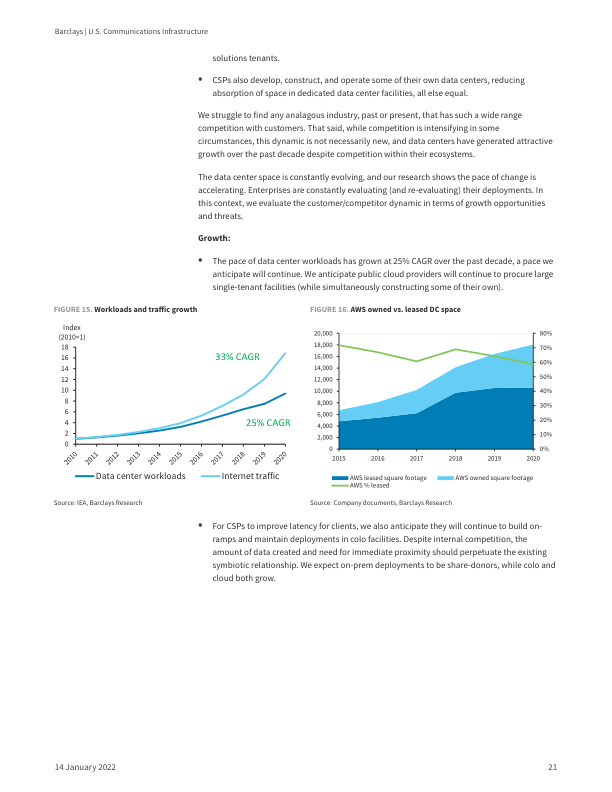 Barclays | U.S. Communications Infrastructure
solutions tenants.
• CSPs also develop, construct, and operate some of their own data centers, reducing
absorption of space in dedicated data center facilities, all else equal.
We struggle to find any analagous industry, past or present, that has such a wide range
competition with customers. That said, while competition is intensifying in some
circumstances, this dynamic is not necessarily new, and data centers have generated attractive
growth over the past decade despite competition within their ecosystems.
The data center space is constantly evolving, and our research shows the pace of change is
accelerating. Enterprises are constantly evaluating (and re-evaluating) their deployments. In
this context, we evaluate the customer/competitor dynamic in terms of growth opportunities
and threats.
Growth:
• The pace of data center workloads has grown at 25% CAGR over the past decade, a pace we
anticipate will continue. We anticipate public cloud providers will continue to procure large
single-tenant facilities (while simultaneously constructing some of their own).
FIGURE 15. Workloads and traffic growth
Index
(2010=1)
18
16
14
12
10
8
6
4
2
0
33% CAGR
25% CAGR
2010
2011
2012
2013
2014
2015
2016
2017
2018
2019
2020
Data center workloads
Internet traffic
Source: IEA, Barclays Research
FIGURE 16. AWS owned vs. leased DC space
20,000
18,000
16,000
14,000
12,000
10,000
8,000
6,000
4,000
2,000
0
80%
70%
60%
50%
40%
30%
20%
10%
0%
2015
2016
2017
2018
2019
2020
AWS leased square footage
AWS owned square footage
AWS % leased
Source: Company documents, Barclays Research
• For CSPs to improve latency for clients, we also anticipate they will continue to build on-
ramps and maintain deployments in colo facilities. Despite internal competition, the
amount of data created and need for immediate proximity should perpetuate the existing
symbiotic relationship. We expect on-prem deployments to be share-donors, while colo and
cloud both grow.
14 January 2022
21